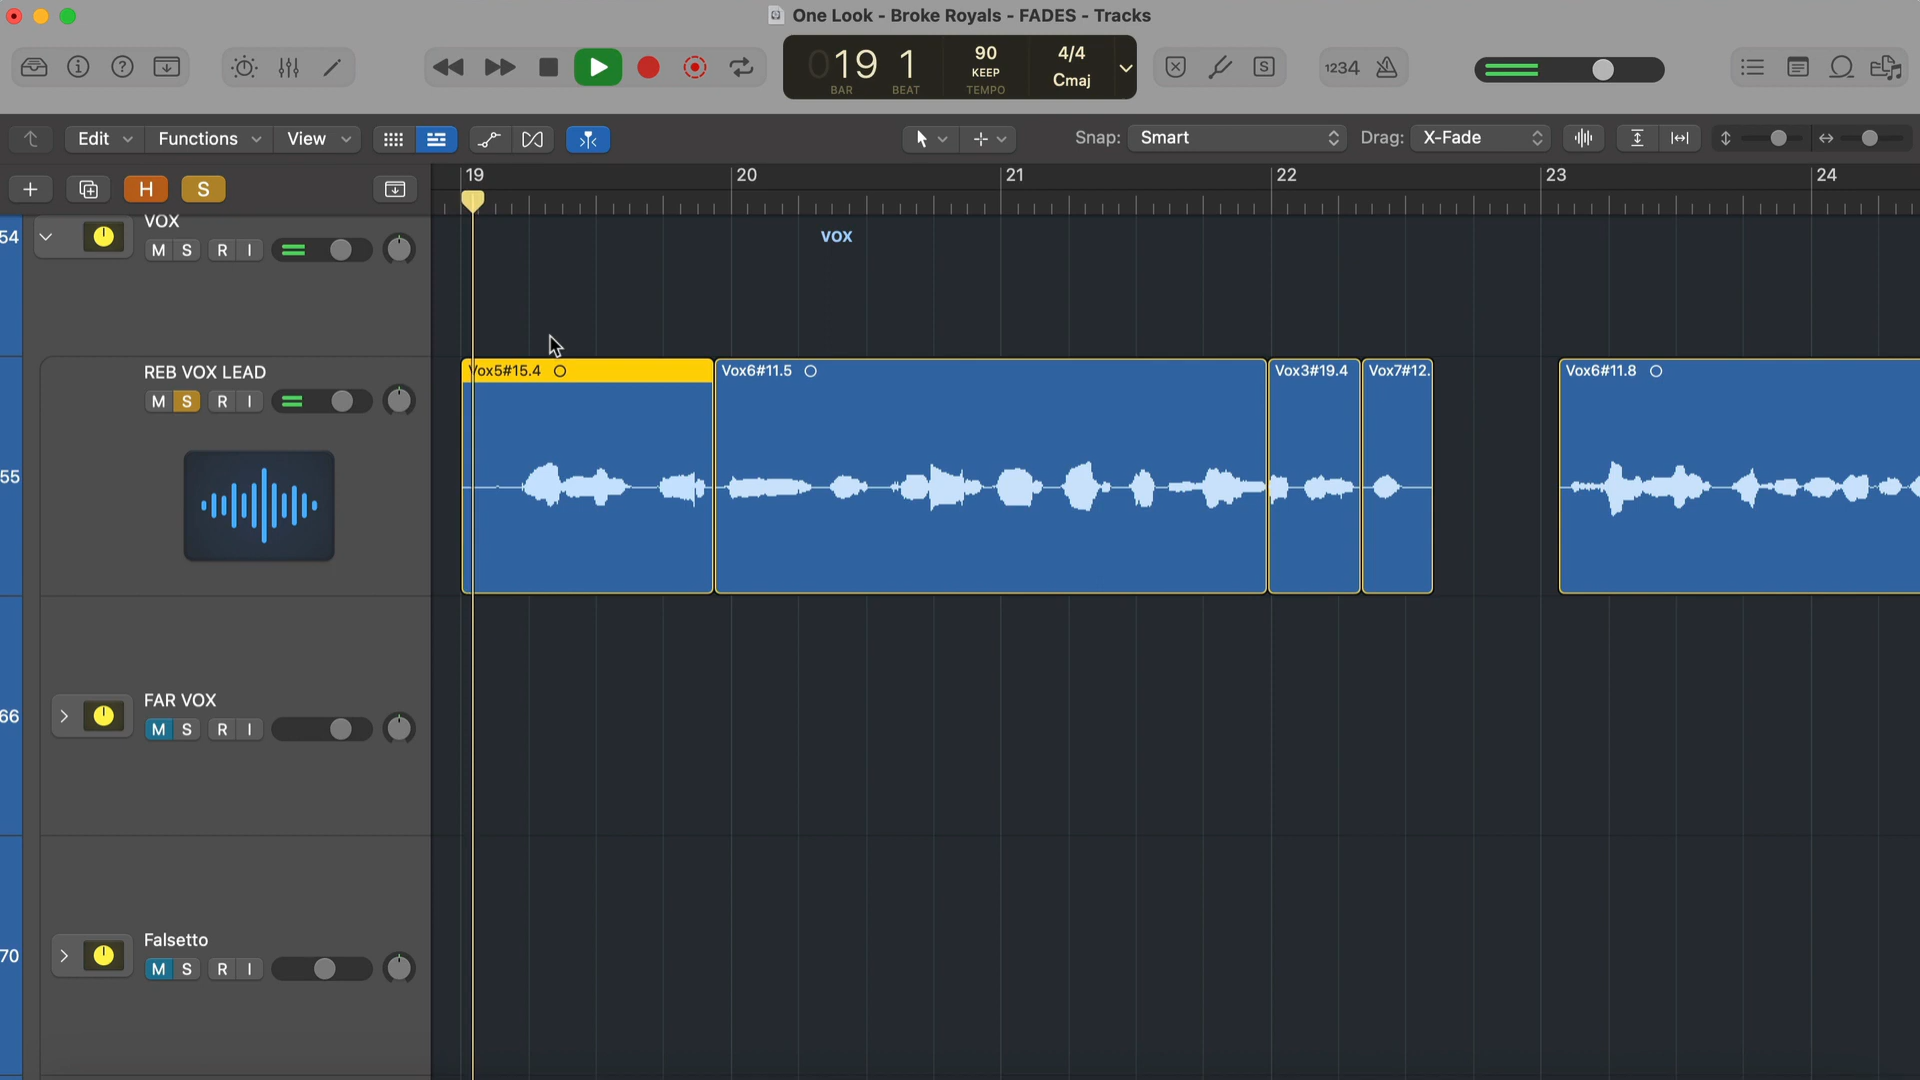 One Look - Broke Royals - FADES - Tracks
019 1
BAR BEAT
90
KEEP
TEMPO
4/4
Cmaj
S
1234
Edit Functions View
Snap: Smart
Drag: X-Fade
H S
19 20 21 22 23 24
54
VOX
M S R I
VOX
55
REB VOX LEAD
M S R I
Vox5#15.4
Vox6#11.5
Vox3#19.4
Vox7#12.
Vox6#11.8
66
FAR VOX
M S R I
70
Falsetto
M S R I